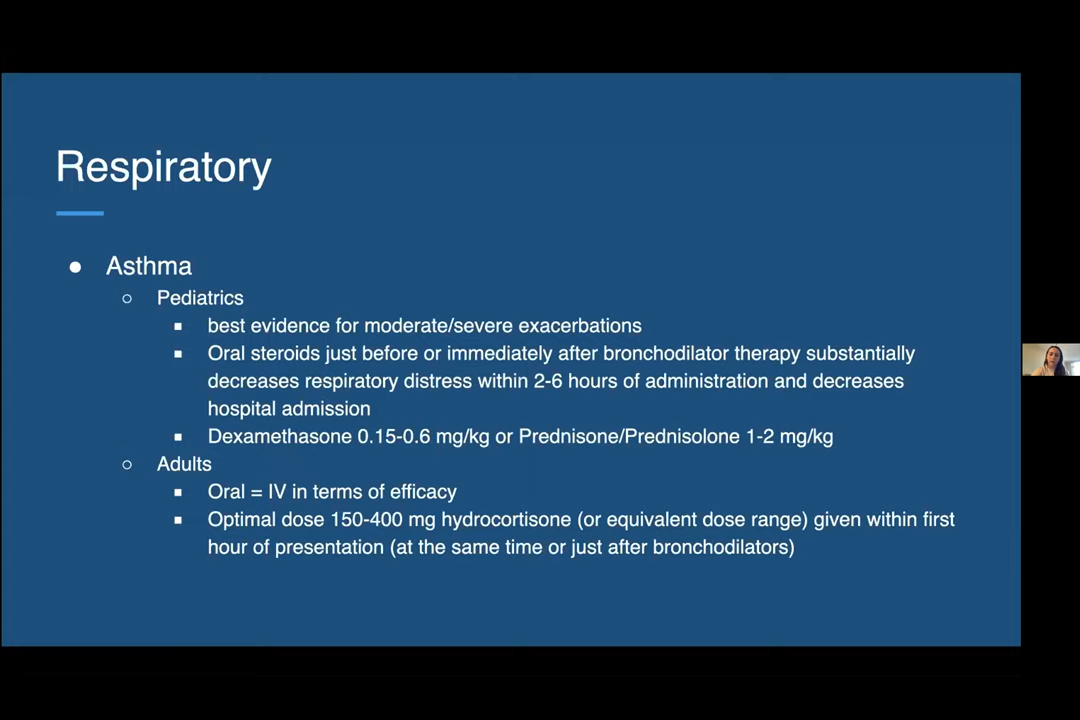 Respiratory
● Asthma
○ Pediatrics
■ best evidence for moderate/severe exacerbations
■ Oral steroids just before or immediately after bronchodilator therapy substantially
decreases respiratory distress within 2-6 hours of administration and decreases
hospital admission
■ Dexamethasone 0.15-0.6 mg/kg or Prednisone/Prednisolone 1-2 mg/kg
○ Adults
■ Oral = IV in terms of efficacy
■ Optimal dose 150-400 mg hydrocortisone (or equivalent dose range) given within first
hour of presentation (at the same time or just after bronchodilators)